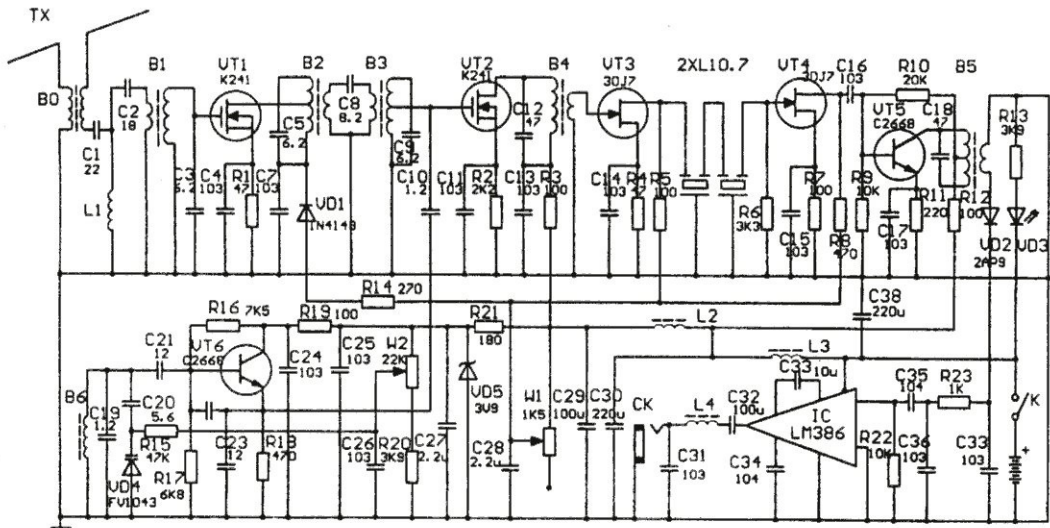 TX
B0
C1
22
L1
C2
18
B1
C3
6.2
C4
103
VT1
K241
R1
47
C7
103
C5
6.2
B2
VD1
1N4148
C8
8.2
B3
C9
6.2
C10
1.2
C11
103
VT2
K241
R2
2K2
C12
47
C13
103
R3
100
B4
C14
103
VT3
30J7
R4
47
R5
100
2XL10.7
R6
3K3
VT4
30J7
C15
103
R7
100
R8
470
C16
103
R9
10K
VT5
C2668
R10
20K
C17
103
C18
47
R11
220
R12
100
B5
VD2
2AP9
R13
3K9
VD3
R14 270
R16 7K5
R19
100
R21
180
L2
C38
220u
B6
C19
1.2
C21
12
C20
5.6
R15
47K
VD4
FV1043
R17
6K8
VT6
C2668
C23
12
R18
470
C24
103
C25
103
C26
103
W2
22K
R20
3K9
C27
2.2u
VD5
3V9
C28
2.2u
W1
1K5
C29
100u
C30
220u
CK
C31
103
L4
C32
100u
C34
104
C33
10u
L3
IC
LM386
R22
10K
C35
104
C36
103
R23
1K
C33
103
K
+